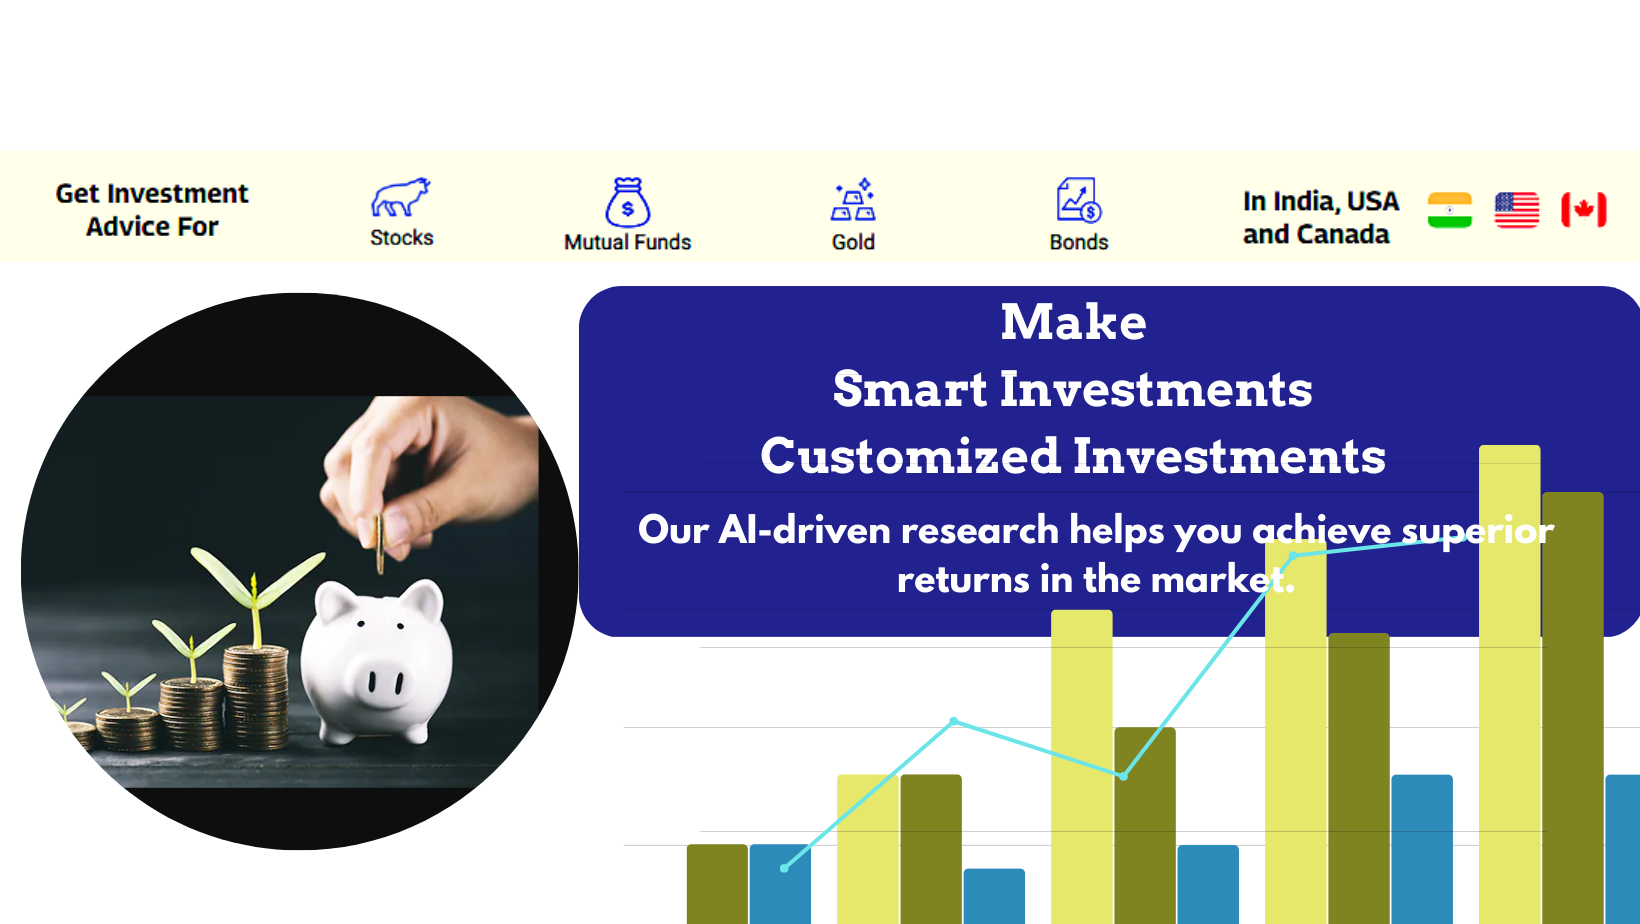 Get Investment
Advice For
Stocks
Mutual Funds
Gold
Bonds
In India, USA
and Canada
Make
Smart Investments
Customized Investments
Our AI-driven research helps you achieve superior
returns in the market.